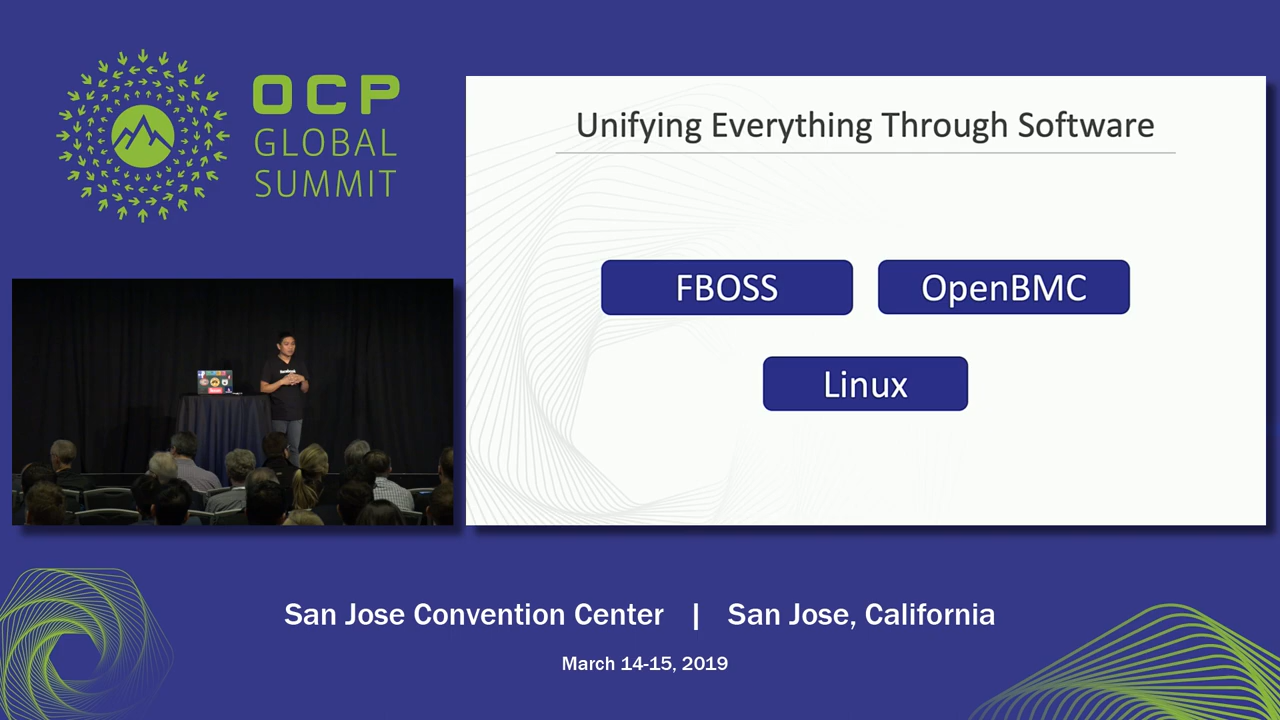 OCP
GLOBAL
SUMMIT
Unifying Everything Through Software
FBOSS
OpenBMC
Linux
San Jose Convention Center | San Jose, California
March 14-15, 2019